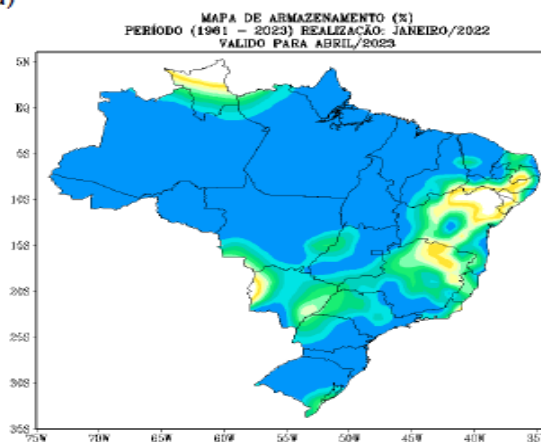 MAPA DE ARMAZENAMENTO (%)
PERÍODO (1961 - 2023) REALIZAÇÃO: JANEIRO/2022
VALIDO PARA ABRIL/2023
5N
EQ
5S
10S
15S
20S
25S
30S
35S
75W 70W 65W 60W 55W 50W 45W 40W